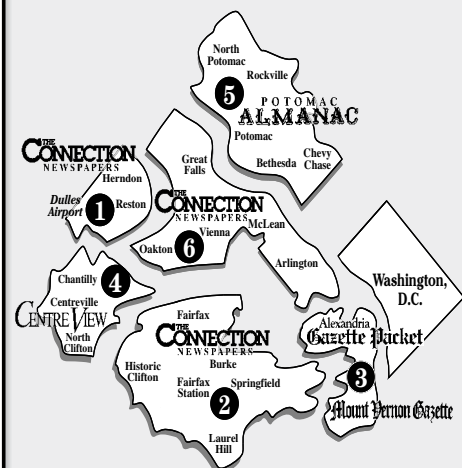 North
Potomac
Rockville
5
POTOMAC
ALMANAC
Potomac
Bethesda
Chevy
Chase
THE
CONNECTION
NEWSPAPERS
Herndon
Dulles
Airport
1
Reston
Great
Falls
THE
CONNECTION
NEWSPAPERS
Vienna
McLean
Oakton
6
Arlington
Chantilly
4
Centreville
CENTRE VIEW
North
Clifton
Washington,
D.C.
Fairfax
THE
CONNECTION
NEWSPAPERS
Burke
Historic
Clifton
Fairfax
Station
Springfield
2
Laurel
Hill
Alexandria
Gazette Packet
3
Mount Vernon Gazette